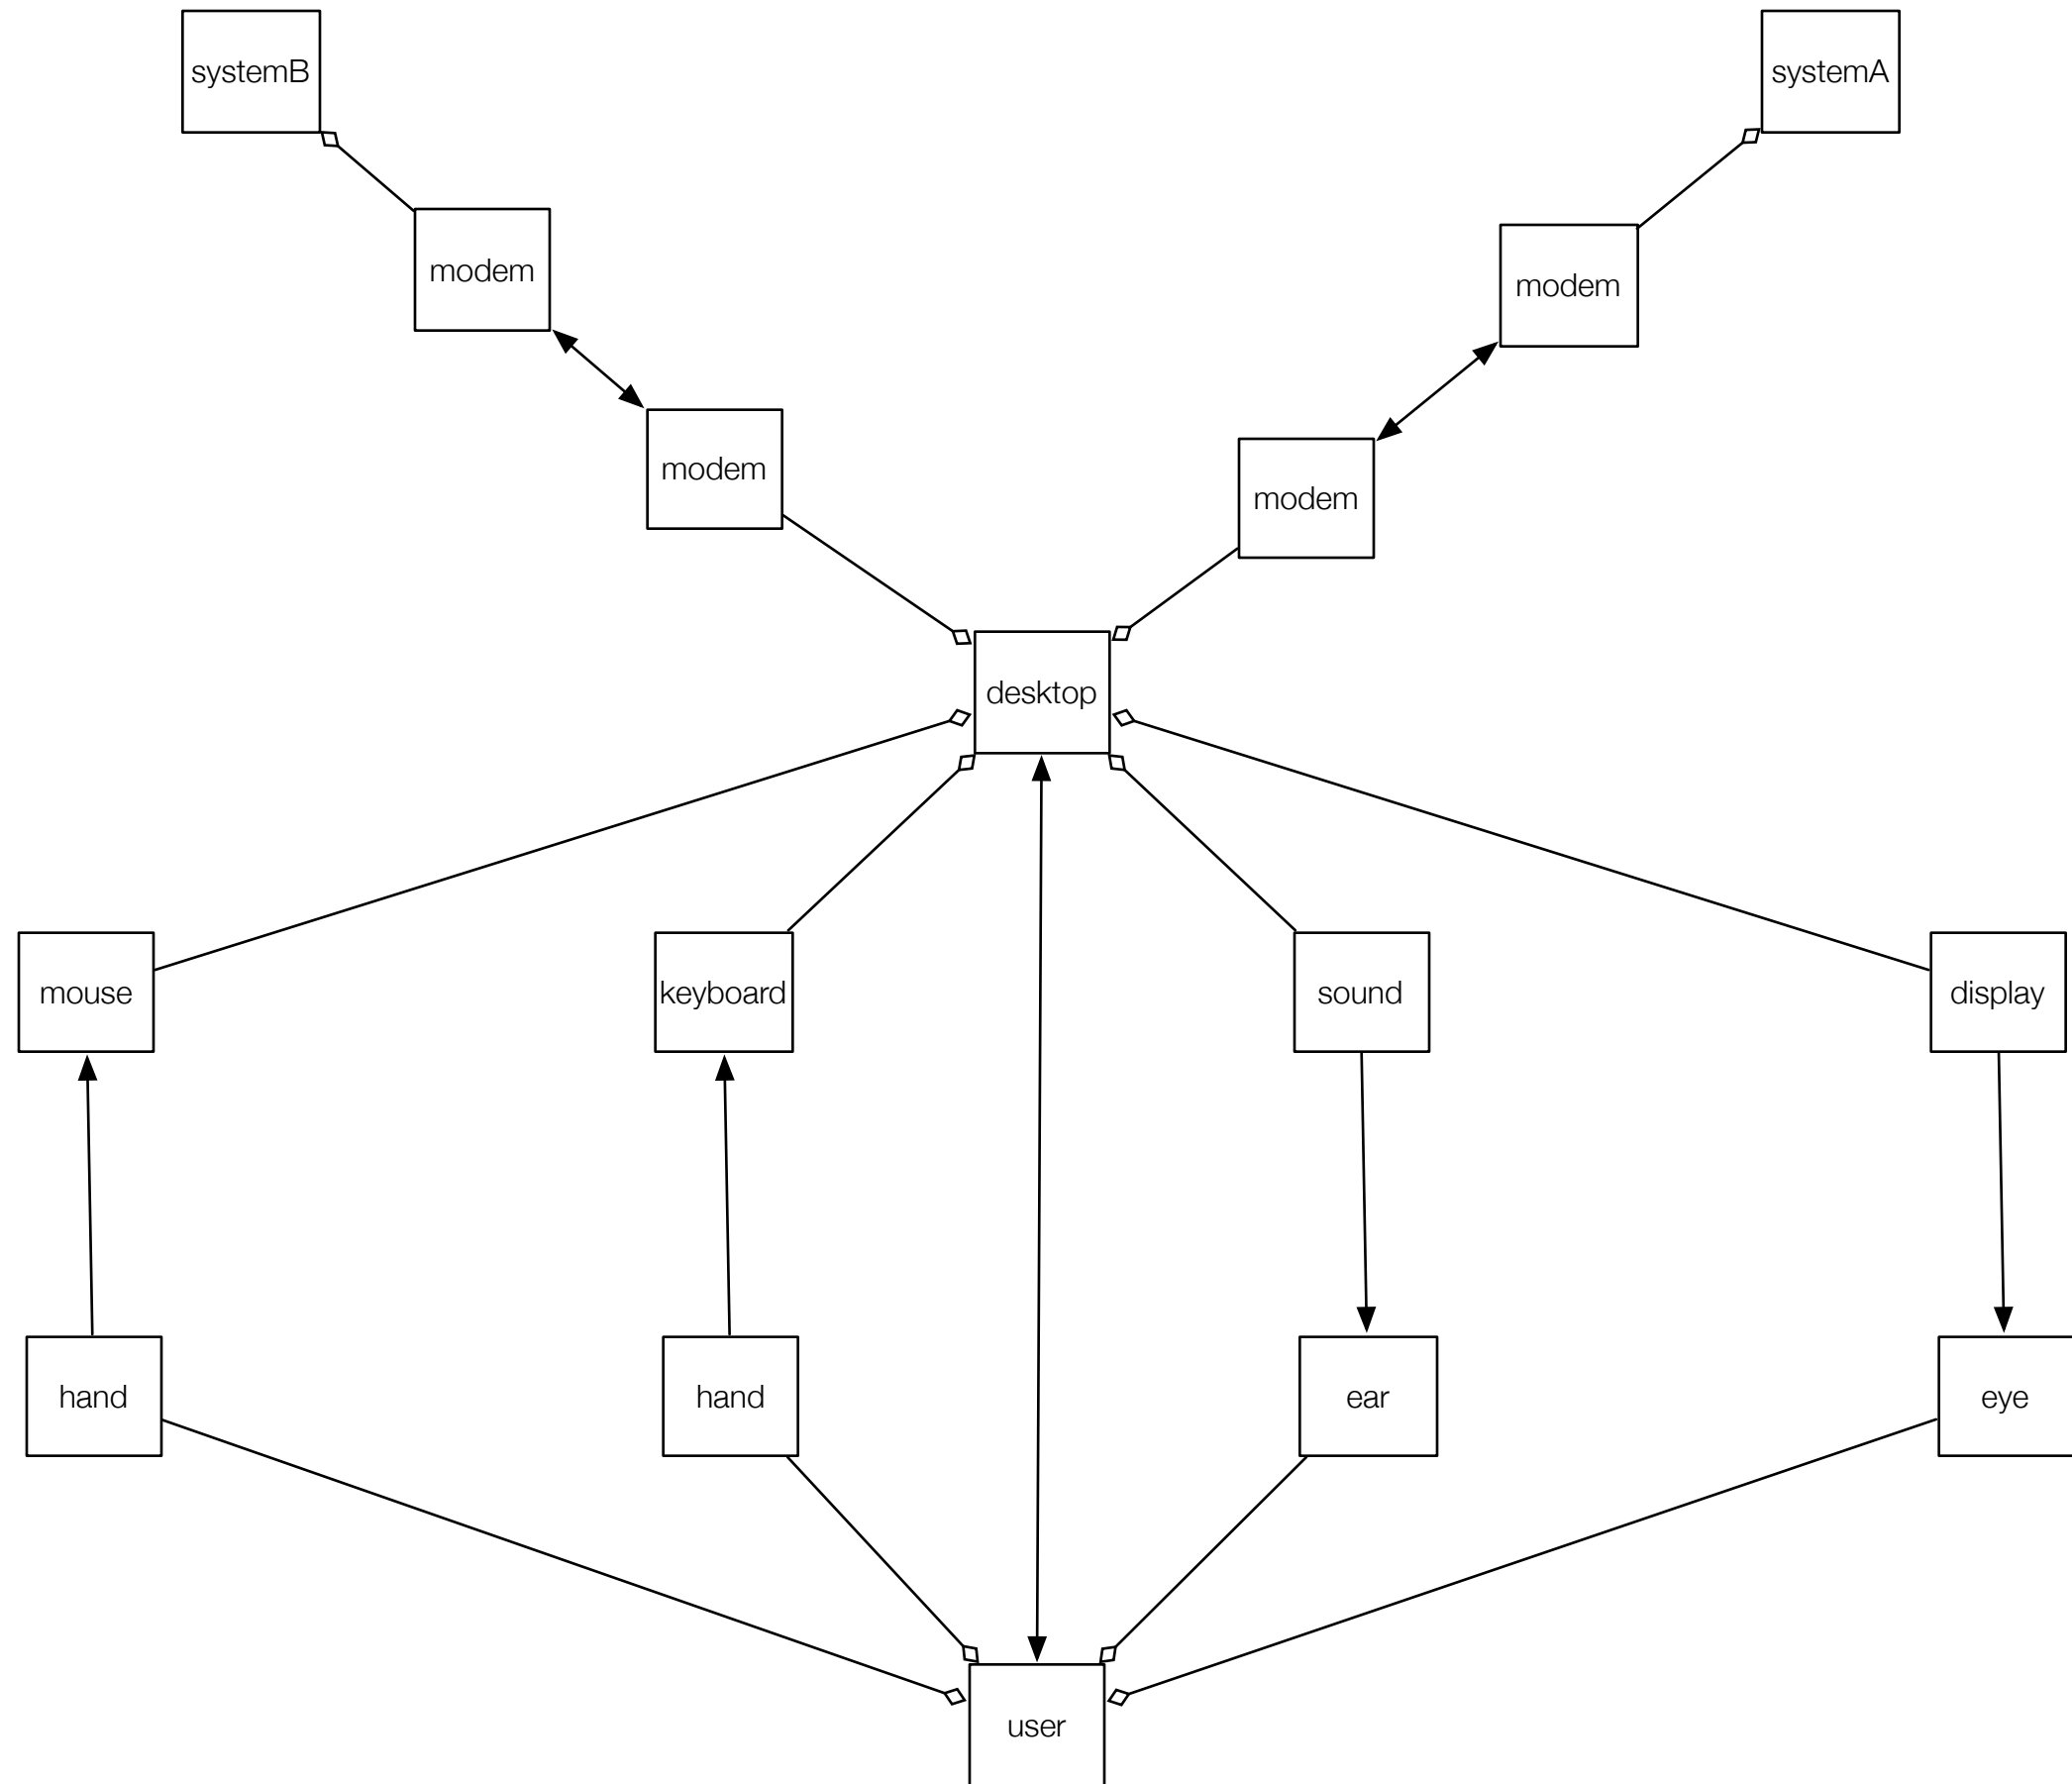 systemB
systemA
modem
modem
modem
modem
desktop
mouse
keyboard
sound
display
hand
hand
ear
eye
user